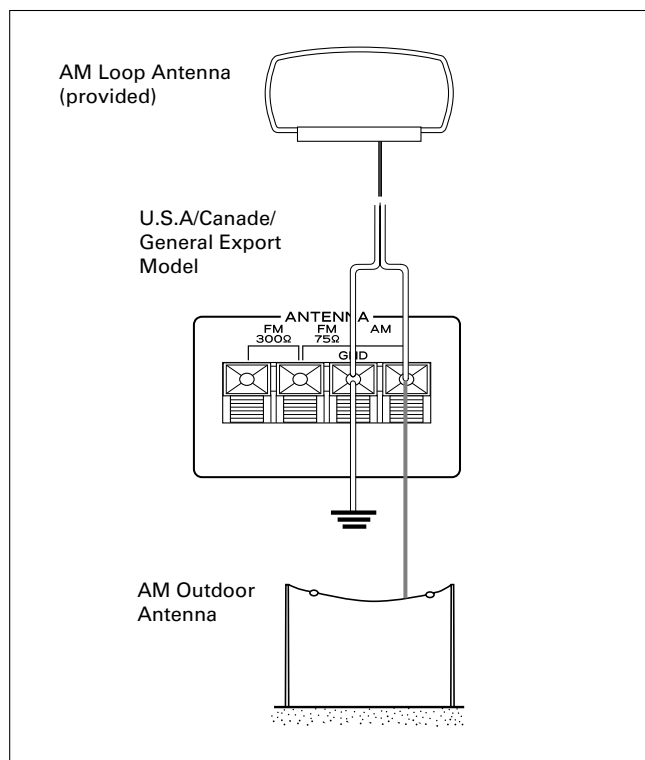 AM Loop Antenna
(provided)
U.S.A/Canade/
General Export
Model
ANTENNA
FM FM AM
300Ω 75Ω
GND
AM Outdoor
Antenna